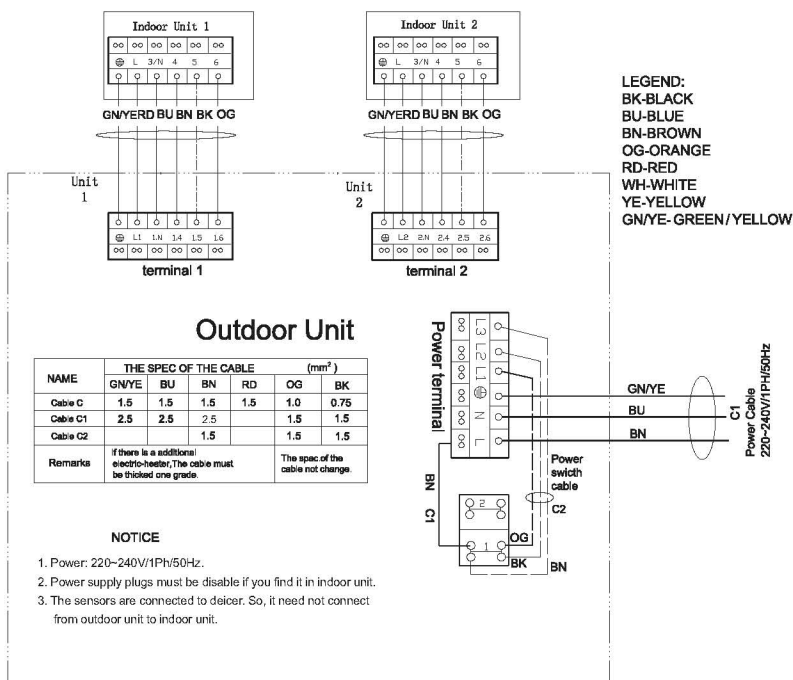 Indoor Unit 1
L 3/N 4 5 6
GN/YE RD BU BN BK OG
Indoor Unit 2
L 3/N 4 5 6
GN/YE RD BU BN BK OG
LEGEND:
BK-BLACK
BU-BLUE
BN-BROWN
OG-ORANGE
RD-RED
WH-WHITE
YE-YELLOW
GN/YE- GREEN/YELLOW
Unit
1
L1 1.N 1.4 1.5 1.6
terminal 1
Unit
2
L2 2.N 2.4 2.5 2.6
terminal 2
Outdoor Unit
NAME THE SPEC OF THE CABLE (mm²)
GN/YE BU BN RD OG BK
Cable C 1.5 1.5 1.5 1.5 1.0 0.75
Cable C1 2.5 2.5 2.5 1.5 1.5
Cable C2 1.5 1.5 1.5
Remarks
If there is a additional
electric-heater,The cable must
be thicked one grade.
The spec.of the
cable not change.
Power terminal
L3
L2
L1
N
L
GN/YE
BU
BN
C1
Power Cable
220~240V/1PH/50Hz
BN
C1
Power
swicth
cable
C2
2
1
OG
BK
BN
NOTICE
1. Power: 220~240V/1Ph/50Hz.
2. Power supply plugs must be disable if you find it in indoor unit.
3. The sensors are connected to deicer. So, it need not connect
from outdoor unit to indoor unit.